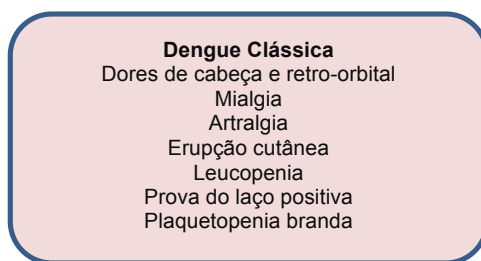 Dengue Clássica
Dores de cabeça e retro-orbital
Mialgia
Artralgia
Erupção cutânea
Leucopenia
Prova do laço positiva
Plaquetopenia branda